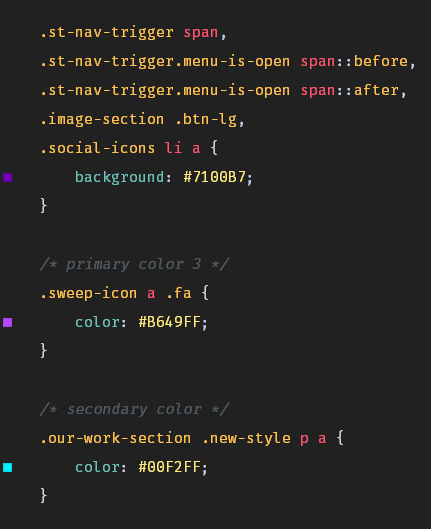 .st-nav-trigger span,
.st-nav-trigger.menu-is-open span::before,
.st-nav-trigger.menu-is-open span::after,
.image-section .btn-lg,
.social-icons li a {
    background: #7100B7;
}

/* primary color 3 */
.sweep-icon a .fa {
    color: #B649FF;
}

/* secondary color */
.our-work-section .new-style p a {
    color: #00F2FF;
}